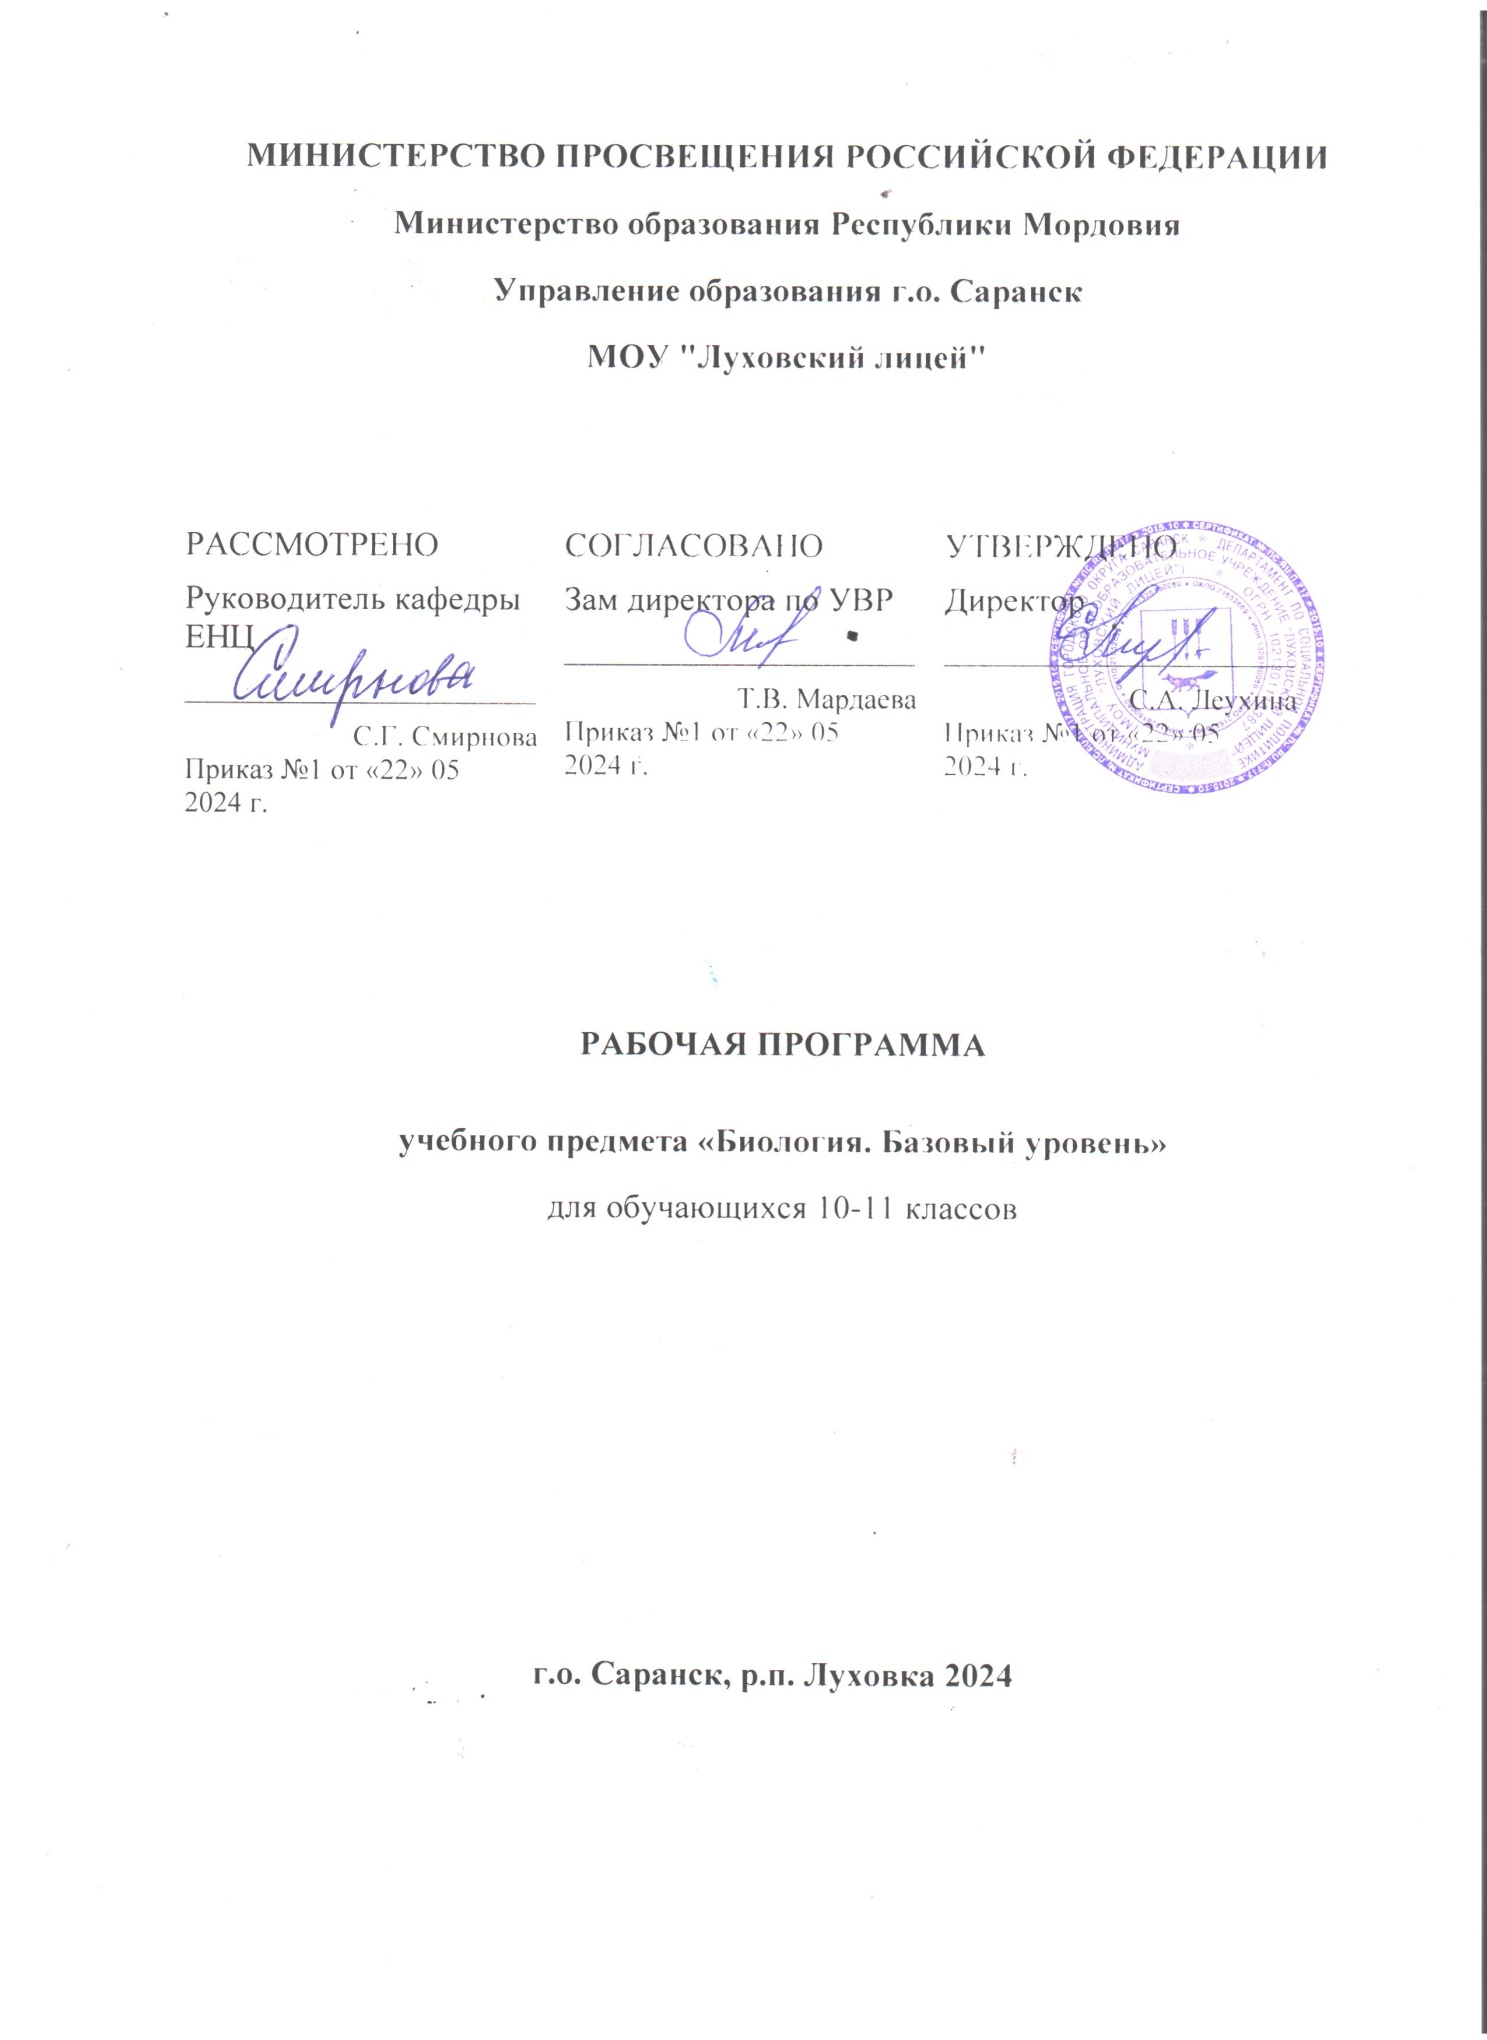 МИНИСТЕРСТВО ПРОСВЕЩЕНИЯ РОССИЙСКОЙ ФЕДЕРАЦИИ
Министерство образования Республики Мордовия
Управление образования г.о. Саранск
МОУ "Луховский лицей"
РАССМОТРЕНО
Руководитель кафедры
ЕНЦ
Смирнова
С.Г. Смирнова
Приказ №1 от «22» 05
2024 г.
СОГЛАСОВАНО
Зам директора по УВР
Т.В. Мардаева
Приказ №1 от «22» 05
2024 г.
УТВЕРЖДЕНО
Директор
С.А. Леухина
Приказ №1 от «22» 05
2024 г.
РАБОЧАЯ ПРОГРАММА
учебного предмета «Биология. Базовый уровень»
для обучающихся 10-11 классов
г.о. Саранск, р.п. Луховка 2024